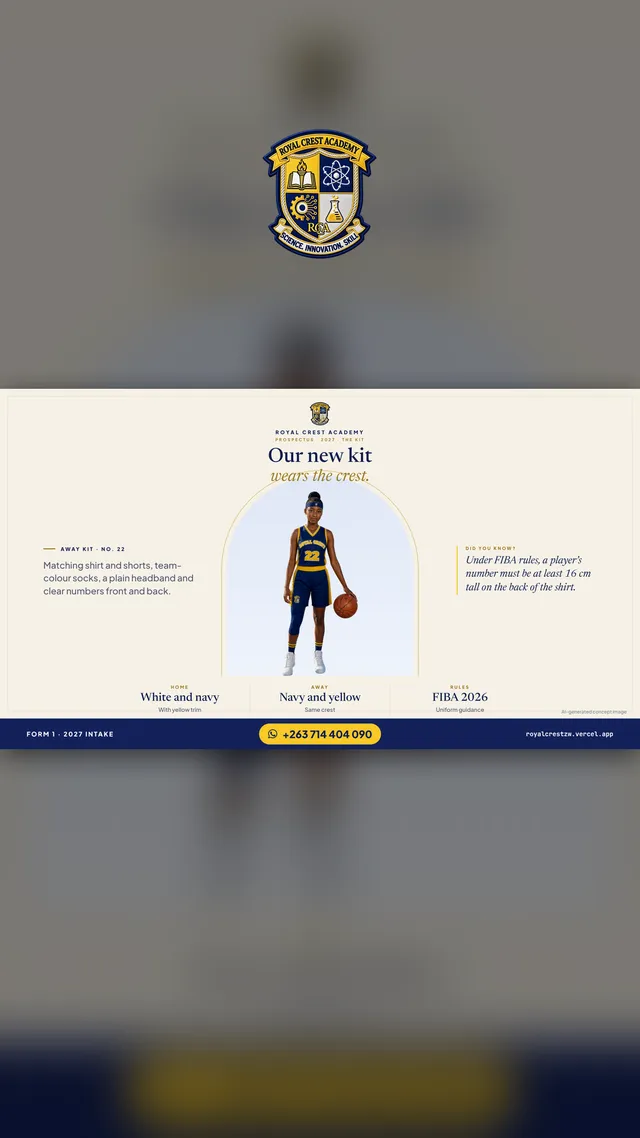 ROYAL CREST ACADEMY
RCA
SCIENCE. INNOVATION. SKILL
ROYAL CREST ACADEMY
PROSPECTUS 2027 THE KIT
Our new kit
wears the crest.
AWAY KIT · NO. 22
Matching shirt and shorts, team-
colour socks, a plain headband and
clear numbers front and back.
22
DID YOU KNOW?
Under FIBA rules, a player's
number must be at least 16 cm
tall on the back of the shirt.
HOME
White and navy
With yellow trim
AWAY
Navy and yellow
Same crest
RULES
FIBA 2026
Uniform guidance
AI-generated concept image
FORM 1 · 2027 INTAKE
+263 714 404 090
royalcrestzw.vercel.app